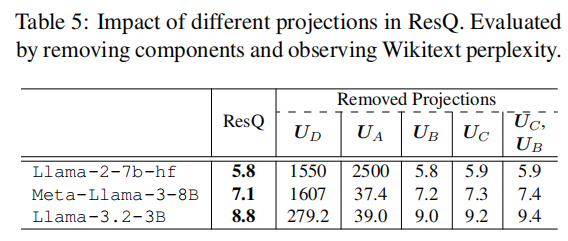 Table 5: Impact of different projections in ResQ. Evaluated
by removing components and observing Wikitext perplexity.
ResQ Removed Projections
U_D U_A U_B U_C U_C, U_B
Llama-2-7b-hf 5.8 1550 2500 5.8 5.9 5.9
Meta-Llama-3-8B 7.1 1607 37.4 7.2 7.3 7.4
Llama-3.2-3B 8.8 279.2 39.0 9.0 9.2 9.4